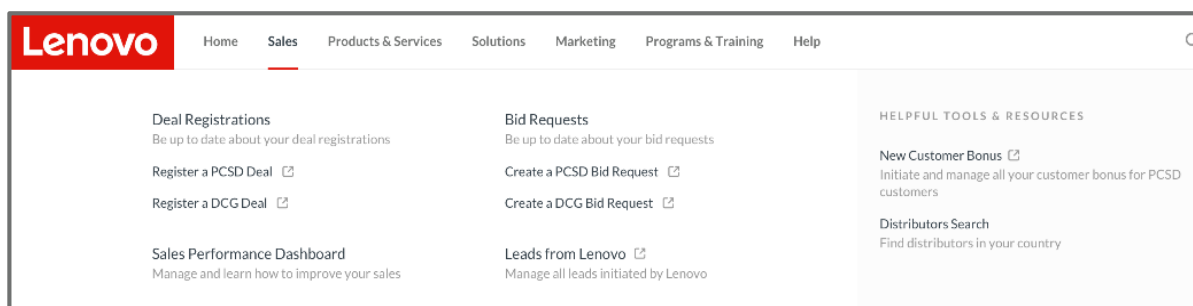 Lenovo
Home Sales Products & Services Solutions Marketing Programs & Training Help
Deal Registrations
Be up to date about your deal registrations
Register a PCSD Deal
Register a DCG Deal
Sales Performance Dashboard
Manage and learn how to improve your sales
Bid Requests
Be up to date about your bid requests
Create a PCSD Bid Request
Create a DCG Bid Request
Leads from Lenovo
Manage all leads initiated by Lenovo
HELPFUL TOOLS & RESOURCES
New Customer Bonus
Initiate and manage all your customer bonus for PCSD
customers
Distributors Search
Find distributors in your country